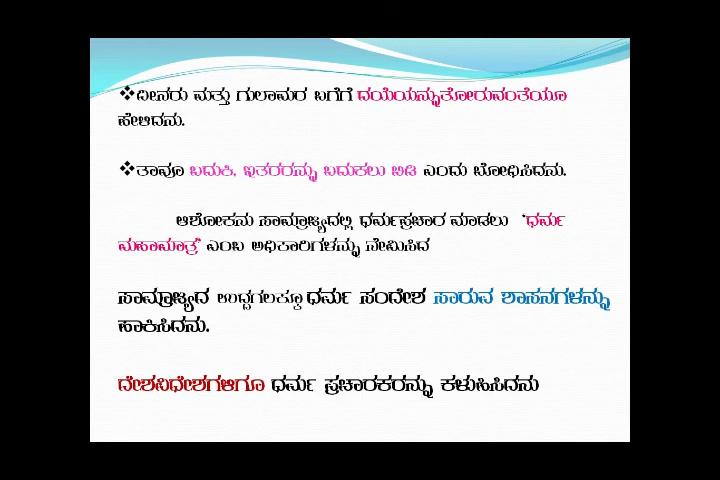 ❖ದೀನರು ಮತ್ತು ಗುಲಾಮರ ಬಗೆಗೆ ದಯೆಯನ್ನುತೋರುವಂತೆಯೂ
ಹೇಳಿದನು.
❖ತಾವೂ ಬದುಕಿ, ಇತರರನ್ನು ಬದುಕಲು ಬಿಡಿ ಎಂದು ಬೋಧಿಸಿದನು.
ಆಶೋಕನು ಸಾಮ್ರಾಜ್ಯದಲ್ಲಿ ಧರ್ಮಪ್ರಚಾರ ಮಾಡಲು 'ಧರ್ಮ
ಮಹಾಮಾತ್ರ' ಎಂಬ ಅಧಿಕಾರಿಗಳನ್ನು ನೇಮಿಸಿದ
ಸಾಮ್ರಾಜ್ಯದ ಉದ್ದಗಲಕ್ಕೂ ಧರ್ಮ ಸಂದೇಶ ಸಾರುವ ಶಾಸನಗಳನ್ನು
ಹಾಕಿಸಿದನು.
ದೇಶವಿಧೇಶಗಳಿಗೂ ಧರ್ಮ ಪ್ರಚಾರಕರನ್ನು ಕಳುಹಿಸಿದನು